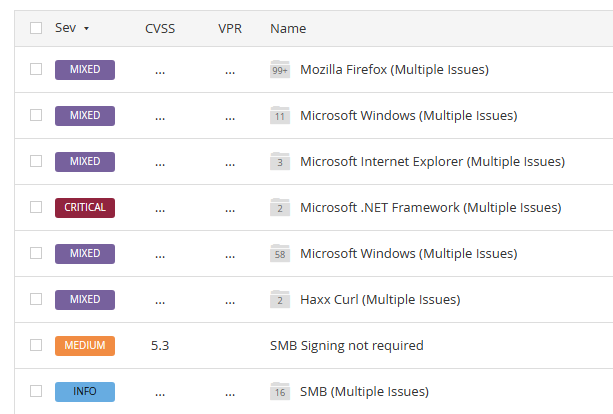 Sev CVSS VPR Name
MIXED ... ... 99+ Mozilla Firefox (Multiple Issues)
MIXED ... ... 11 Microsoft Windows (Multiple Issues)
MIXED ... ... 3 Microsoft Internet Explorer (Multiple Issues)
CRITICAL ... ... 2 Microsoft .NET Framework (Multiple Issues)
MIXED ... ... 58 Microsoft Windows (Multiple Issues)
MIXED ... ... 2 Haxx Curl (Multiple Issues)
MEDIUM 5.3 SMB Signing not required
INFO ... ... 16 SMB (Multiple Issues)